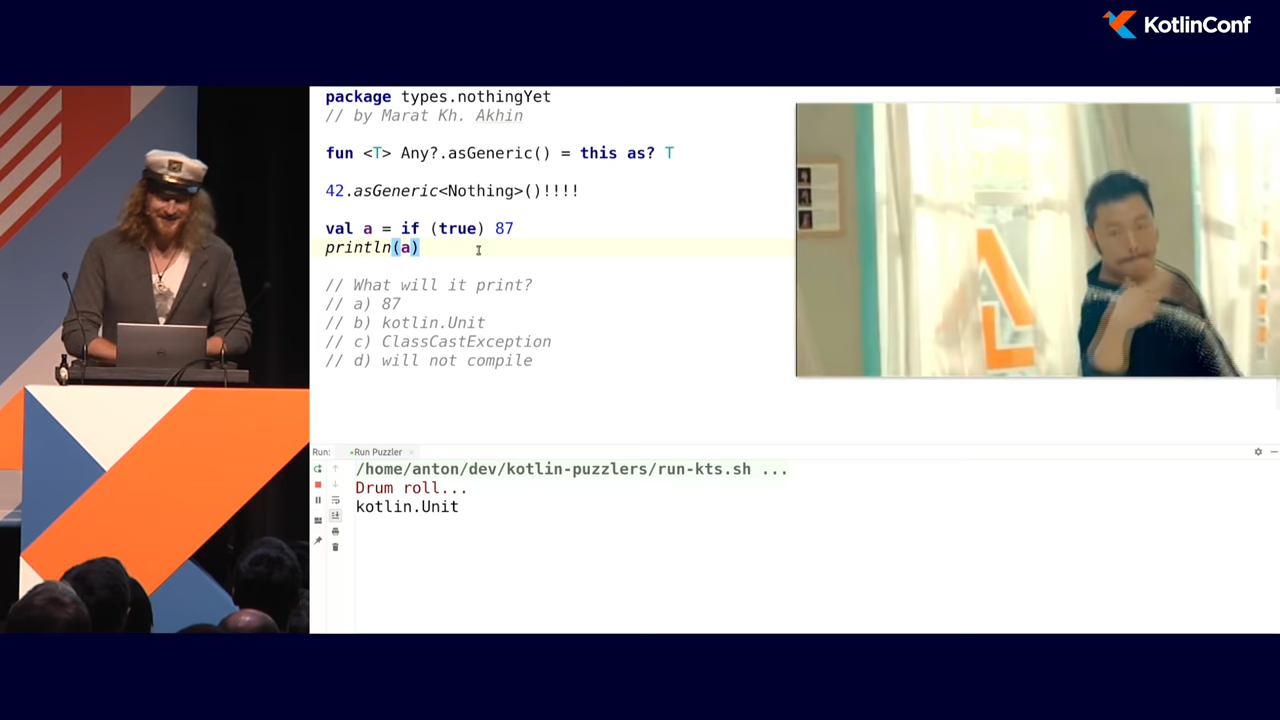 KotlinConf
package types.nothingYet
// by Marat Kh. Akhin
fun <T> Any?.asGeneric() = this as? T
42.asGeneric<Nothing>()!!!!
val a = if (true) 87
println(a)
// What will it print?
// a) 87
// b) kotlin.Unit
// c) ClassCastException
// d) will not compile
Run: Run Puzzler
/home/anton/dev/kotlin-puzzlers/run-kts.sh ...
Drum roll...
kotlin.Unit